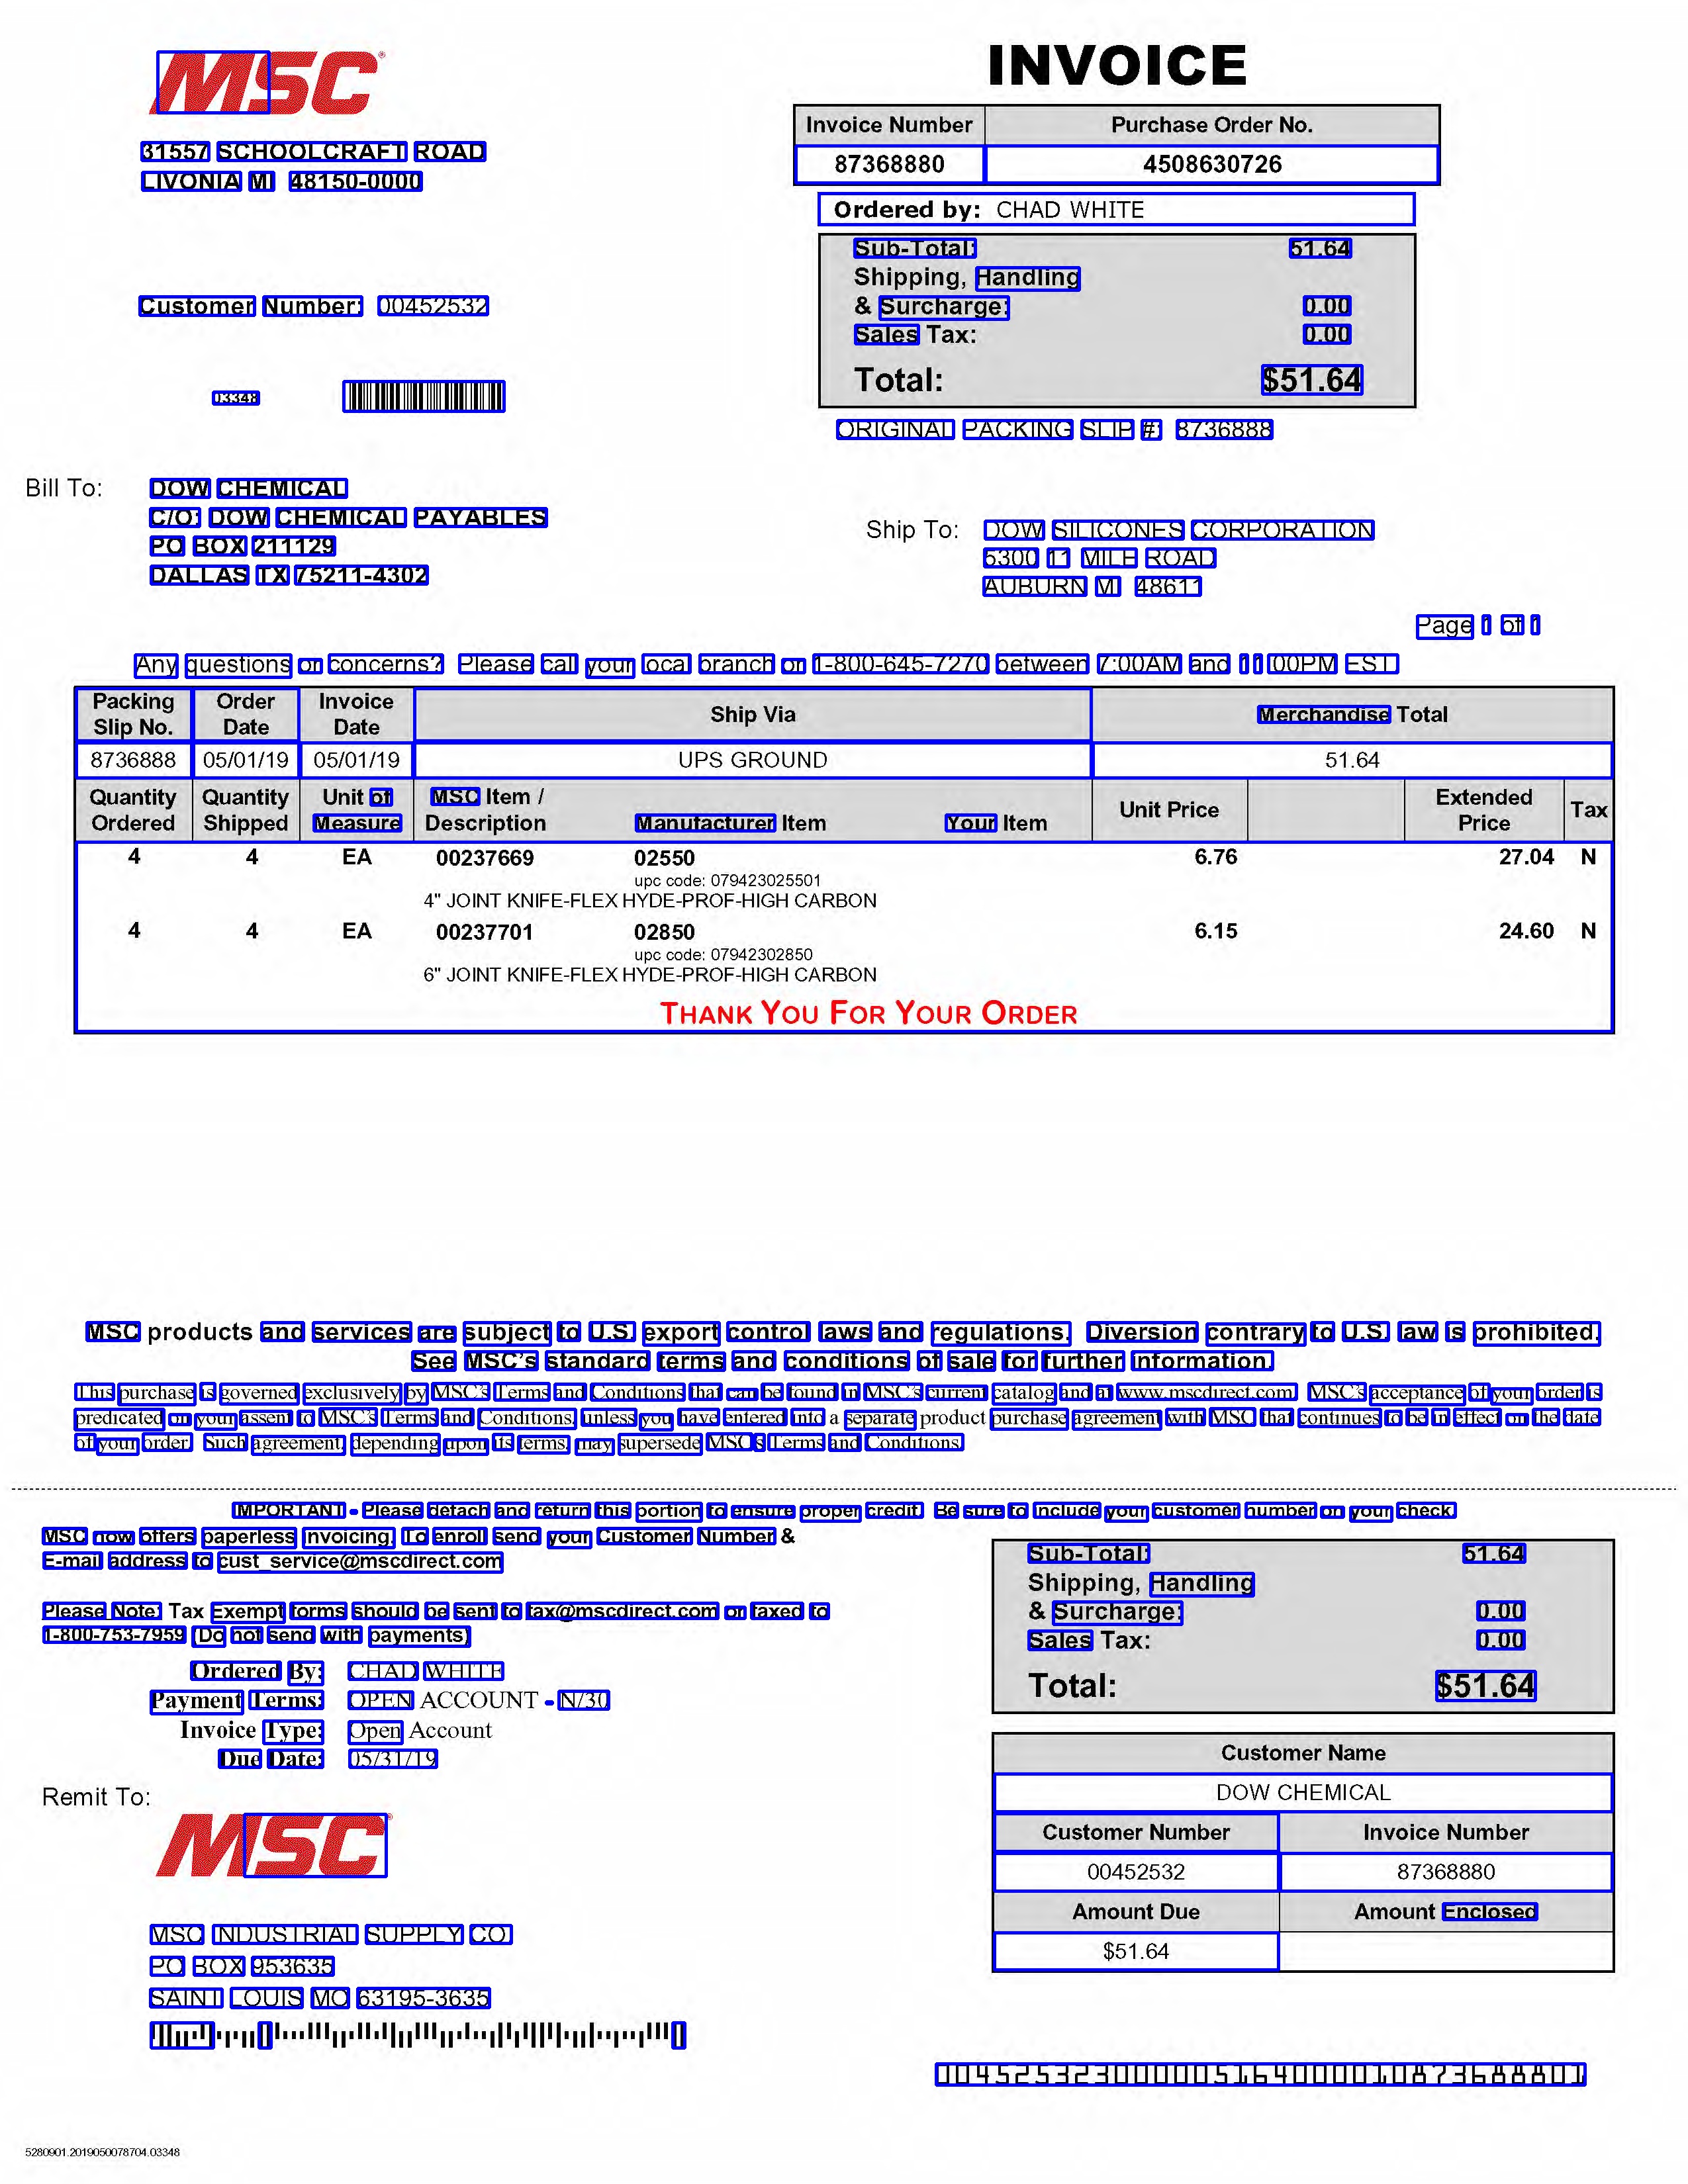 MSC
INVOICE
31557 SCHOOLCRAFT ROAD
LIVONIA MI 48150-0000
Invoice Number Purchase Order No.
87368880 4508630726
Ordered by: CHAD WHITE
Sub-Total: 51.64
Shipping, Handling
& Surcharge: 0.00
Sales Tax: 0.00
Total: $51.64
Customer Number: 00452532
03348
ORIGINAL PACKING SLIP #: 8736888
Bill To: DOW CHEMICAL
C/O: DOW CHEMICAL PAYABLES
PO BOX 211129
DALLAS TX 75211-4302
Ship To: DOW SILICONES CORPORATION
5300 11 MILE ROAD
AUBURN MI 48611
Page 1 of 1
Any questions or concerns? Please call your local branch or 1-800-645-7270 between 7:00AM and 11:00PM EST
Packing Slip No. Order Date Invoice Date Ship Via Merchandise Total
8736888 05/01/19 05/01/19 UPS GROUND 51.64
Quantity Ordered Quantity Shipped Unit of Measure MSC Item / Description Manufacturer Item Your Item Unit Price Extended Price Tax
4 4 EA 00237669 02550 6.76 27.04 N
upc code: 079423025501
4" JOINT KNIFE-FLEX HYDE-PROF-HIGH CARBON
4 4 EA 00237701 02850 6.15 24.60 N
upc code: 07942302850
6" JOINT KNIFE-FLEX HYDE-PROF-HIGH CARBON
THANK YOU FOR YOUR ORDER
MSC products and services are subject to U.S. export control laws and regulations. Diversion contrary to U.S. law is prohibited.
See MSC's standard terms and conditions of sale for further information.
This purchase is governed exclusively by MSC's Terms and Conditions that can be found in MSC's current catalog and at www.mscdirect.com. MSC's acceptance of your order is
predicated on your assent to MSC's Terms and Conditions, unless you have entered into a separate product purchase agreement with MSC that continues to be in effect on the date
of your order. Such agreement, depending upon its terms, may supersede MSC's Terms and Conditions.
IMPORTANT - Please detach and return this portion to ensure proper credit. Be sure to include your customer number on your check.
MSC now offers paperless invoicing. To enroll send your Customer Number &
E-mail address to cust_service@mscdirect.com
Please Note: Tax Exempt forms should be sent to tax@mscdirect.com or faxed to
1-800-753-7959 (Do not send with payments)
Ordered By: CHAD WHITE
Payment Terms: OPEN ACCOUNT - N/30
Invoice Type: Open Account
Due Date: 05/31/19
Sub-Total: 51.64
Shipping, Handling
& Surcharge: 0.00
Sales Tax: 0.00
Total: $51.64
Remit To:
MSC
MSC INDUSTRIAL SUPPLY CO.
PO BOX 953635
SAINT LOUIS MO 63195-3635
Customer Name
DOW CHEMICAL
Customer Number Invoice Number
00452532 87368880
Amount Due Amount Enclosed
$51.64
004525323000005164000010873688801
5280901.2019050078704.03348